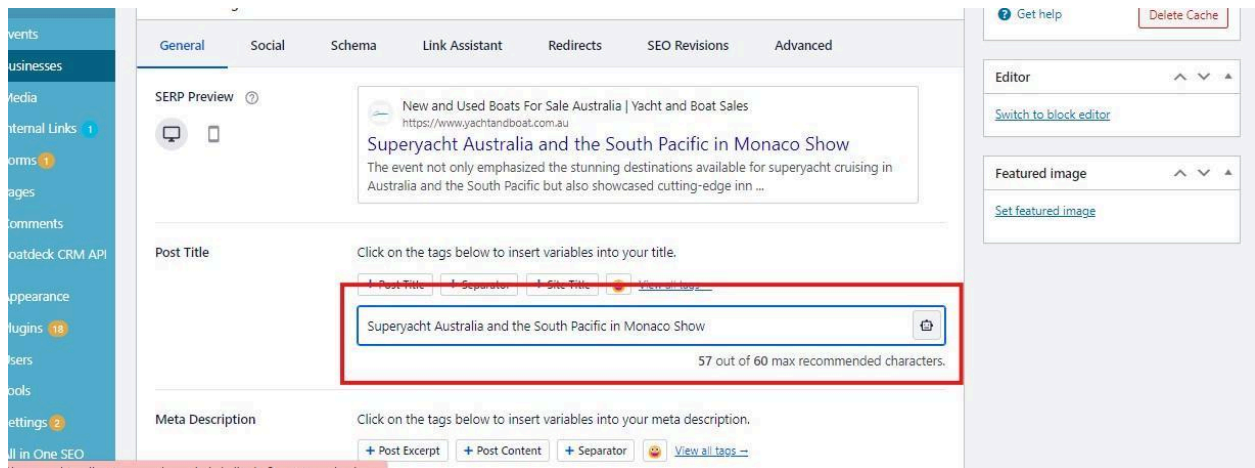 vents
usinesses
Media
nternal Links 1
orms 1
ages
omments
oatdeck CRM API
ppearance
lugins 18
sers
ools
ettings 2
ll in One SEO
General Social Schema Link Assistant Redirects SEO Revisions Advanced
SERP Preview
New and Used Boats For Sale Australia | Yacht and Boat Sales
https://www.yachtandboat.com.au
Superyacht Australia and the South Pacific in Monaco Show
The event not only emphasized the stunning destinations available for superyacht cruising in
Australia and the South Pacific but also showcased cutting-edge inn ...
Post Title
Click on the tags below to insert variables into your title.
+ Post Title + Separator + Site Title View all tags →
Superyacht Australia and the South Pacific in Monaco Show
57 out of 60 max recommended characters.
Meta Description
Click on the tags below to insert variables into your meta description.
+ Post Excerpt + Post Content + Separator View all tags →
Get help Delete Cache
Editor
Switch to block editor
Featured image
Set featured image